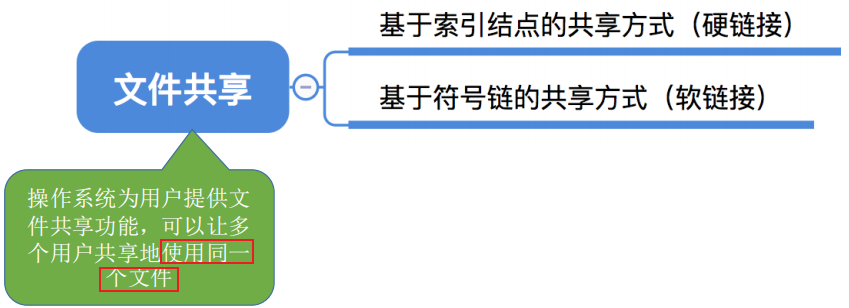 基于索引结点的共享方式（硬链接）
文件共享
基于符号链的共享方式（软链接）
操作系统为用户提供文
件共享功能，可以让多
个用户共享地使用同一
个文件